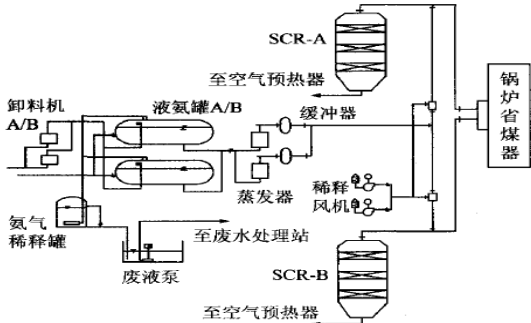 SCR-A
至空气预热器
卸料机
A/B
液氨罐A/B
缓冲器
锅炉省煤器
蒸发器
稀释
风机
氨气
稀释罐
至废水处理站
废液泵
SCR-B
至空气预热器